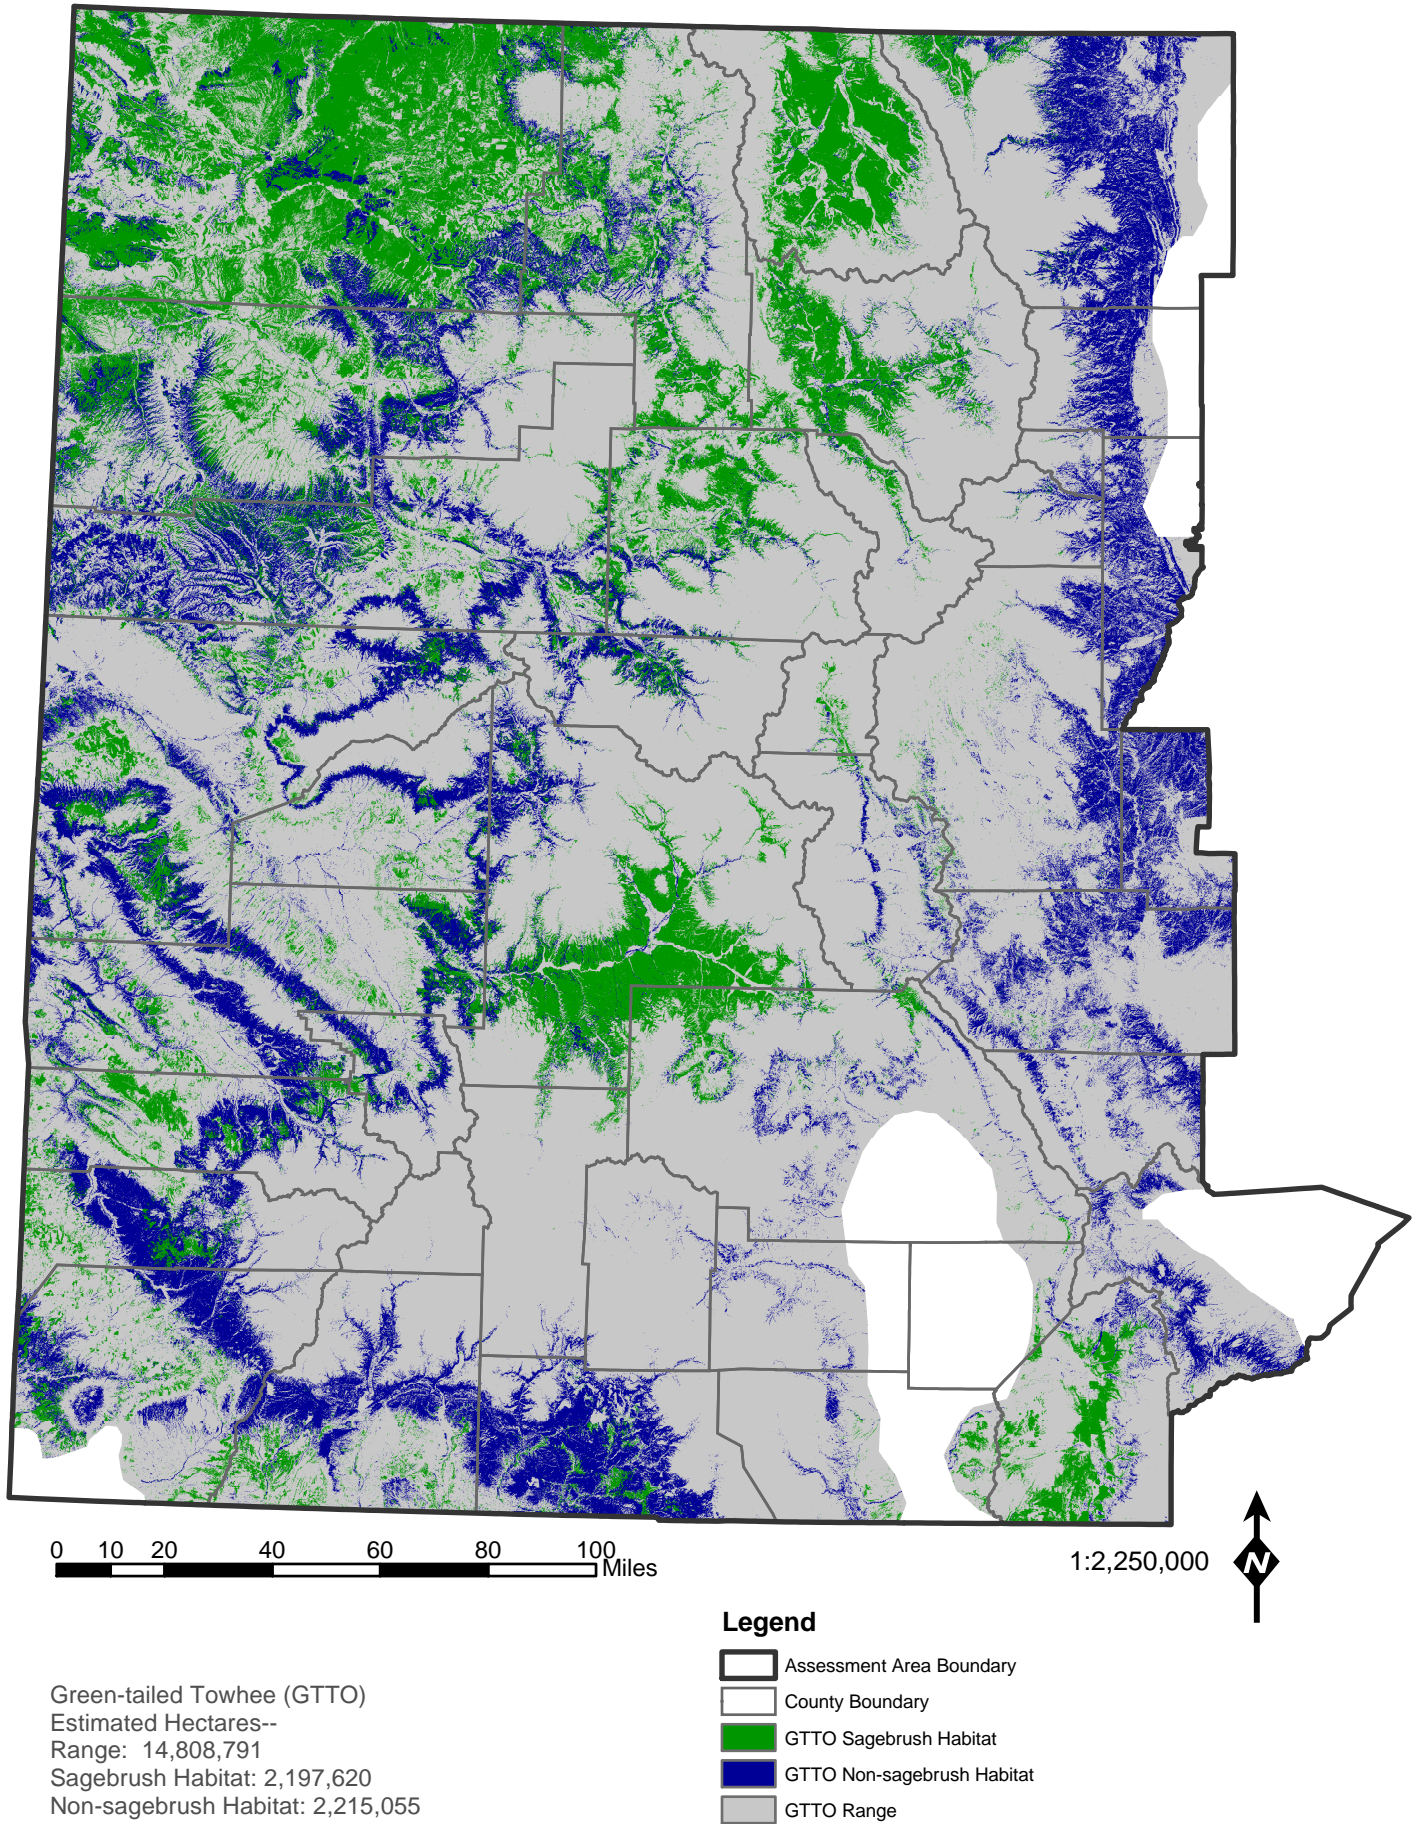 0 10 20 40 60 80 100
Miles
1:2,250,000
N
Legend
Assessment Area Boundary
County Boundary
GTTO Sagebrush Habitat
GTTO Non-sagebrush Habitat
GTTO Range
Green-tailed Towhee (GTTO)
Estimated Hectares--
Range: 14,808,791
Sagebrush Habitat: 2,197,620
Non-sagebrush Habitat: 2,215,055